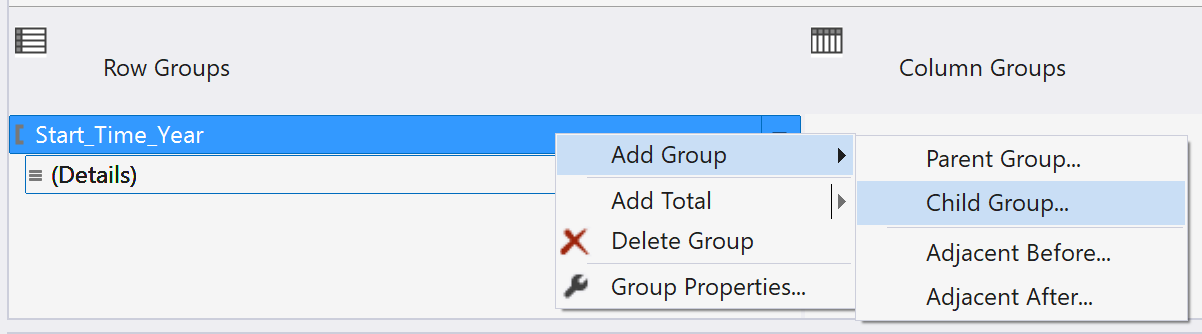 Row Groups
Column Groups
Start_Time_Year
(Details)
Add Group
Add Total
Delete Group
Group Properties...
Parent Group...
Child Group...
Adjacent Before...
Adjacent After...